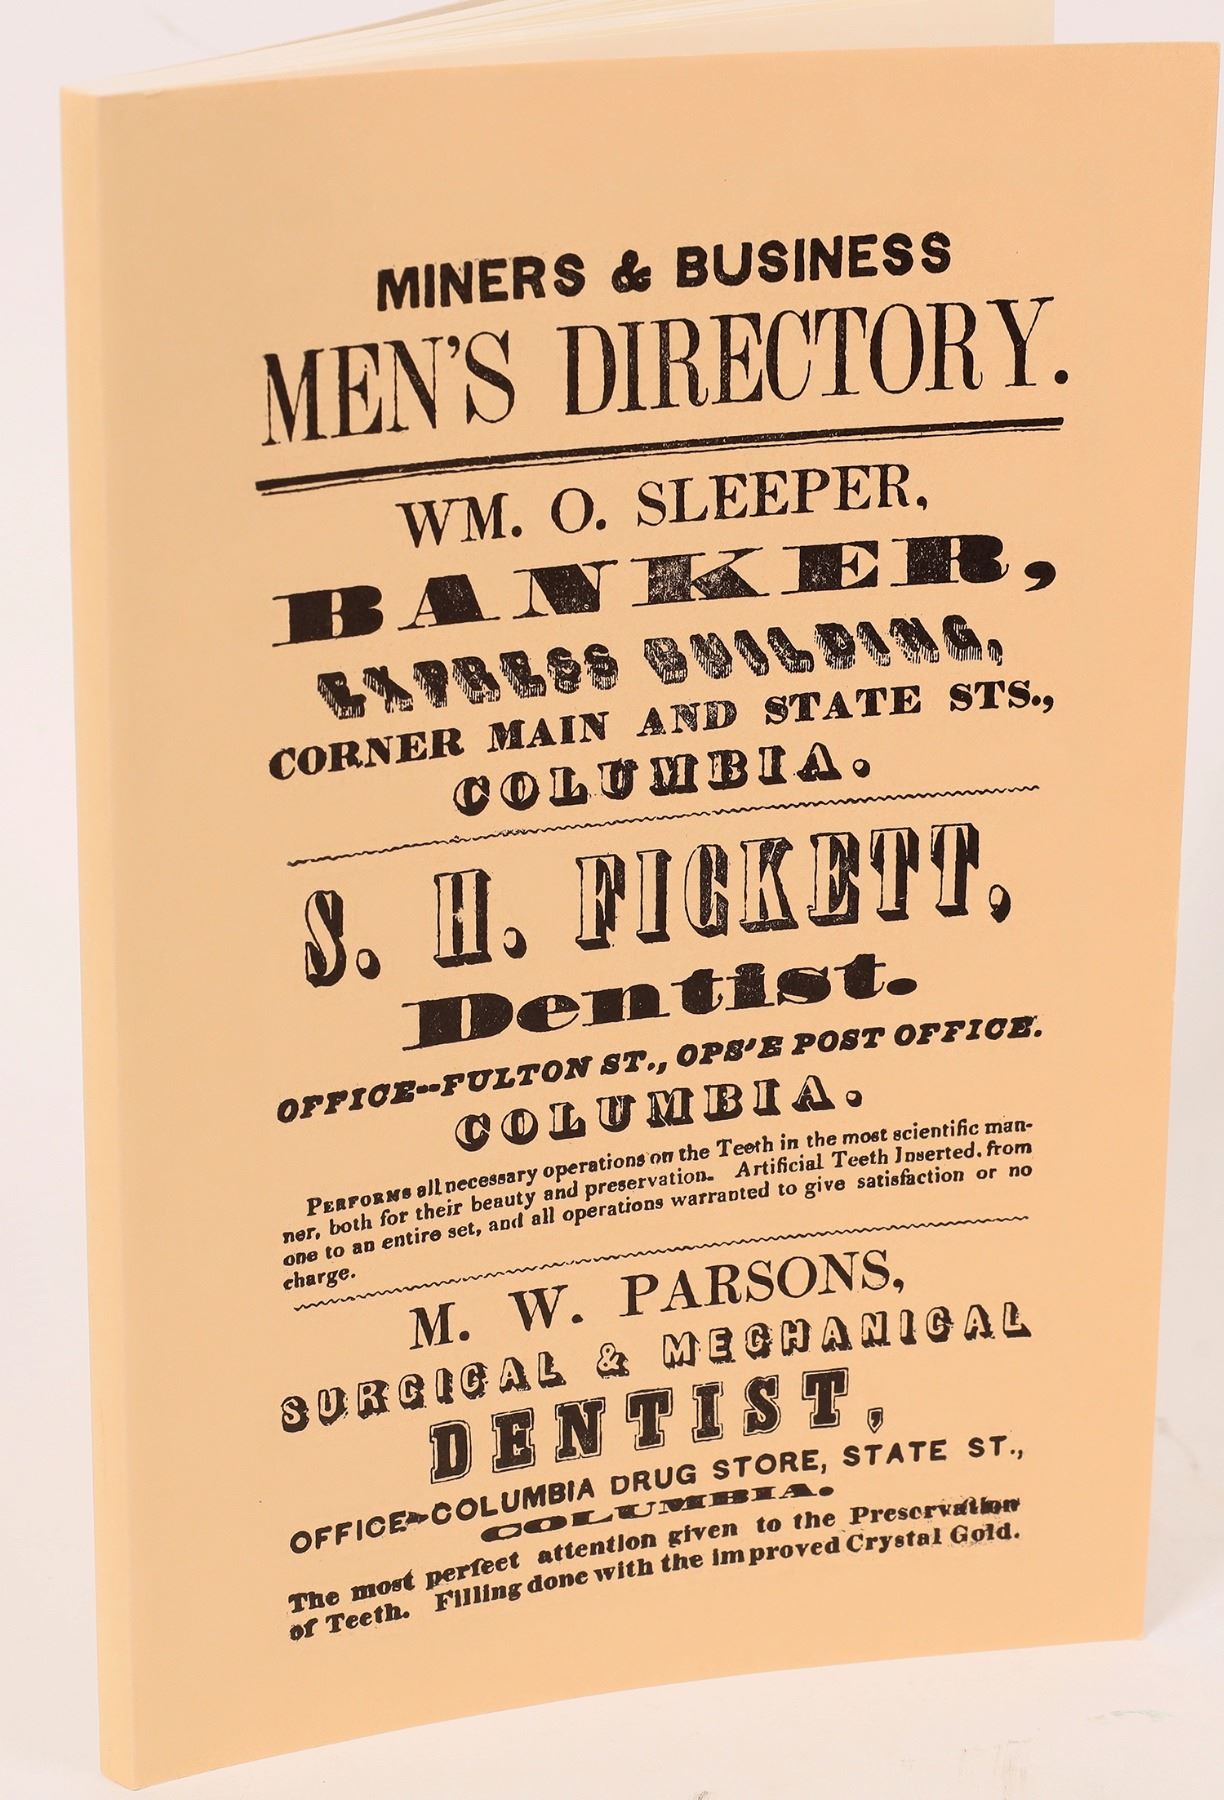 MINERS & BUSINESS
MEN'S DIRECTORY.
WM. O. SLEEPER,
BANKER,
EXPRESS BUILDING,
CORNER MAIN AND STATE STS.,
COLUMBIA.
S. H. FICKETT,
Dentist.
OFFICE--FULTON ST., OPS'E POST OFFICE.
COLUMBIA.
PERFORMS all necessary operations on the Teeth in the most scientific man-
ner, both for their beauty and preservation. Artificial Teeth Inserted, from
one to an entire set, and all operations warranted to give satisfaction or no
charge.
M. W. PARSONS,
SURGICAL & MECHANICAL
DENTIST,
OFFICE-COLUMBIA DRUG STORE, STATE ST.,
COLUMBIA.
The most perfect attention given to the Preservation
of Teeth. Filling done with the improved Crystal Gold.